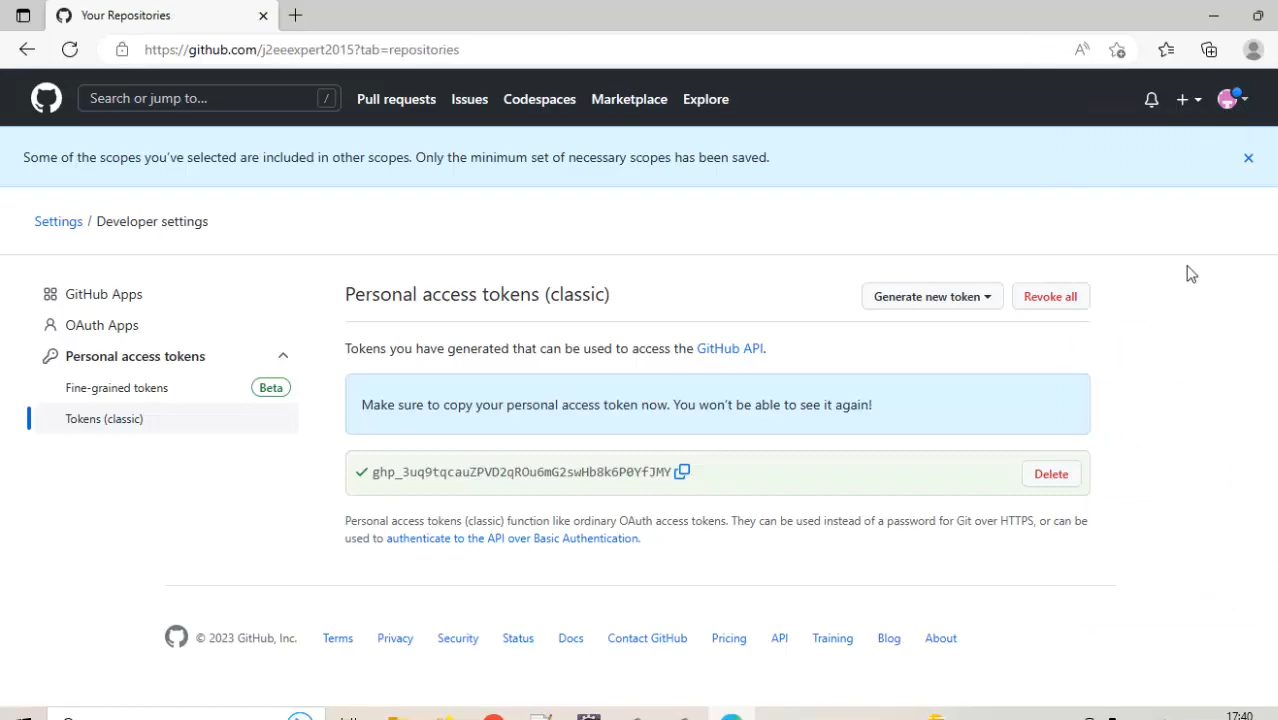 Your Repositories
https://github.com/j2eeexpert2015?tab=repositories
Search or jump to... /
Pull requests Issues Codespaces Marketplace Explore
Some of the scopes you've selected are included in other scopes. Only the minimum set of necessary scopes has been saved.
Settings / Developer settings
GitHub Apps
OAuth Apps
Personal access tokens
Fine-grained tokens Beta
Tokens (classic)
Personal access tokens (classic)
Generate new token
Revoke all
Tokens you have generated that can be used to access the GitHub API.
Make sure to copy your personal access token now. You won't be able to see it again!
[access token redacted]
Delete
Personal access tokens (classic) function like ordinary OAuth access tokens. They can be used instead of a password for Git over HTTPS, or can be
used to authenticate to the API over Basic Authentication.
© 2023 GitHub, Inc. Terms Privacy Security Status Docs Contact GitHub Pricing API Training Blog About
17:40